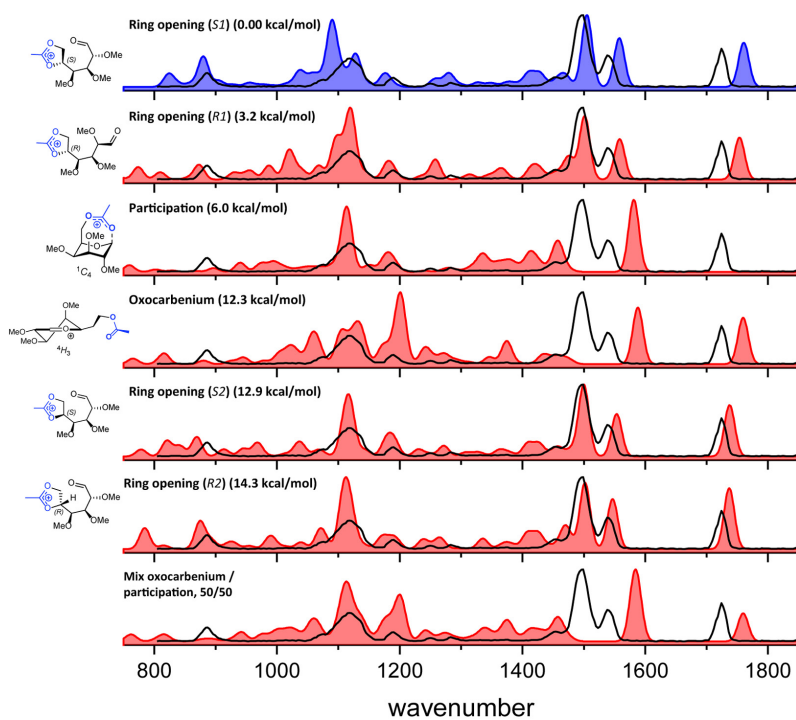 Ring opening (S1) (0.00 kcal/mol)
O
O
O
OMe
(S)
MeO
OMe
Ring opening (R1) (3.2 kcal/mol)
MeO
O
O
O
(R)
MeO
OMe
Participation (6.0 kcal/mol)
O
O
OMe
O
MeO
OMe
1C4
Oxocarbenium (12.3 kcal/mol)
OMe
O
MeO
O
MeO
O
4H3
Ring opening (S2) (12.9 kcal/mol)
O
O
O
OMe
(S)
MeO
OMe
Ring opening (R2) (14.3 kcal/mol)
O
O
H
O
OMe
(R)
MeO
OMe
Mix oxocarbenium /
participation, 50/50
800 1000 1200 1400 1600 1800
wavenumber